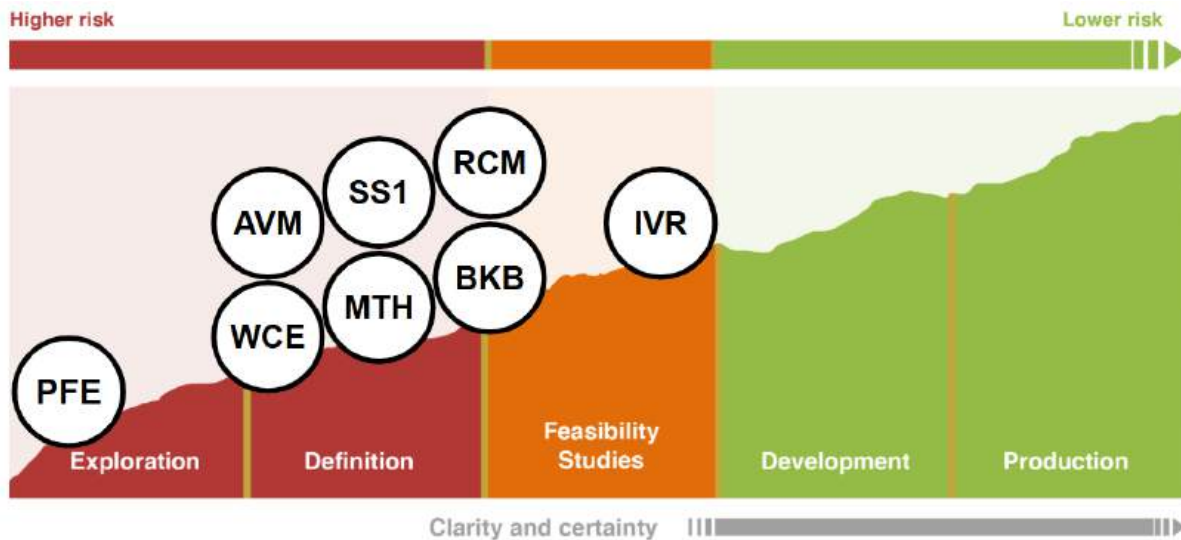 Higher risk
Lower risk
RCM
SS1
AVM
IVR
BKB
MTH
WCE
PFE
Exploration
Definition
Feasibility
Studies
Development
Production
Clarity and certainty